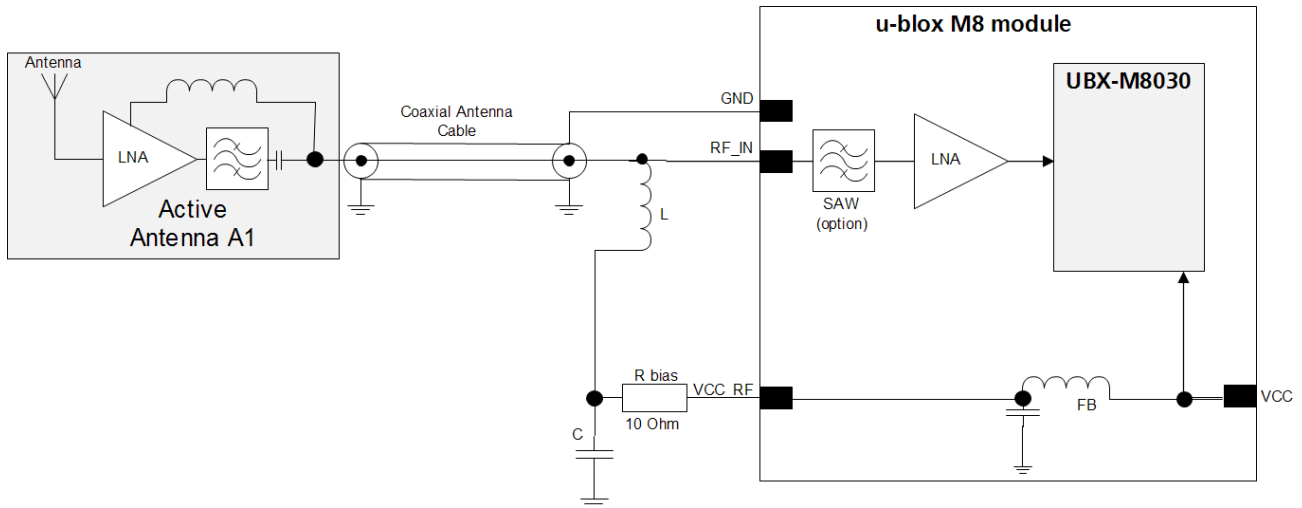 u-blox M8 module
Antenna
UBX-M8030
GND
Coaxial Antenna
Cable
LNA
RF_IN
LNA
SAW
(option)
Active
Antenna A1
L
R bias
VCC_RF
10 Ohm
FB
VCC
C